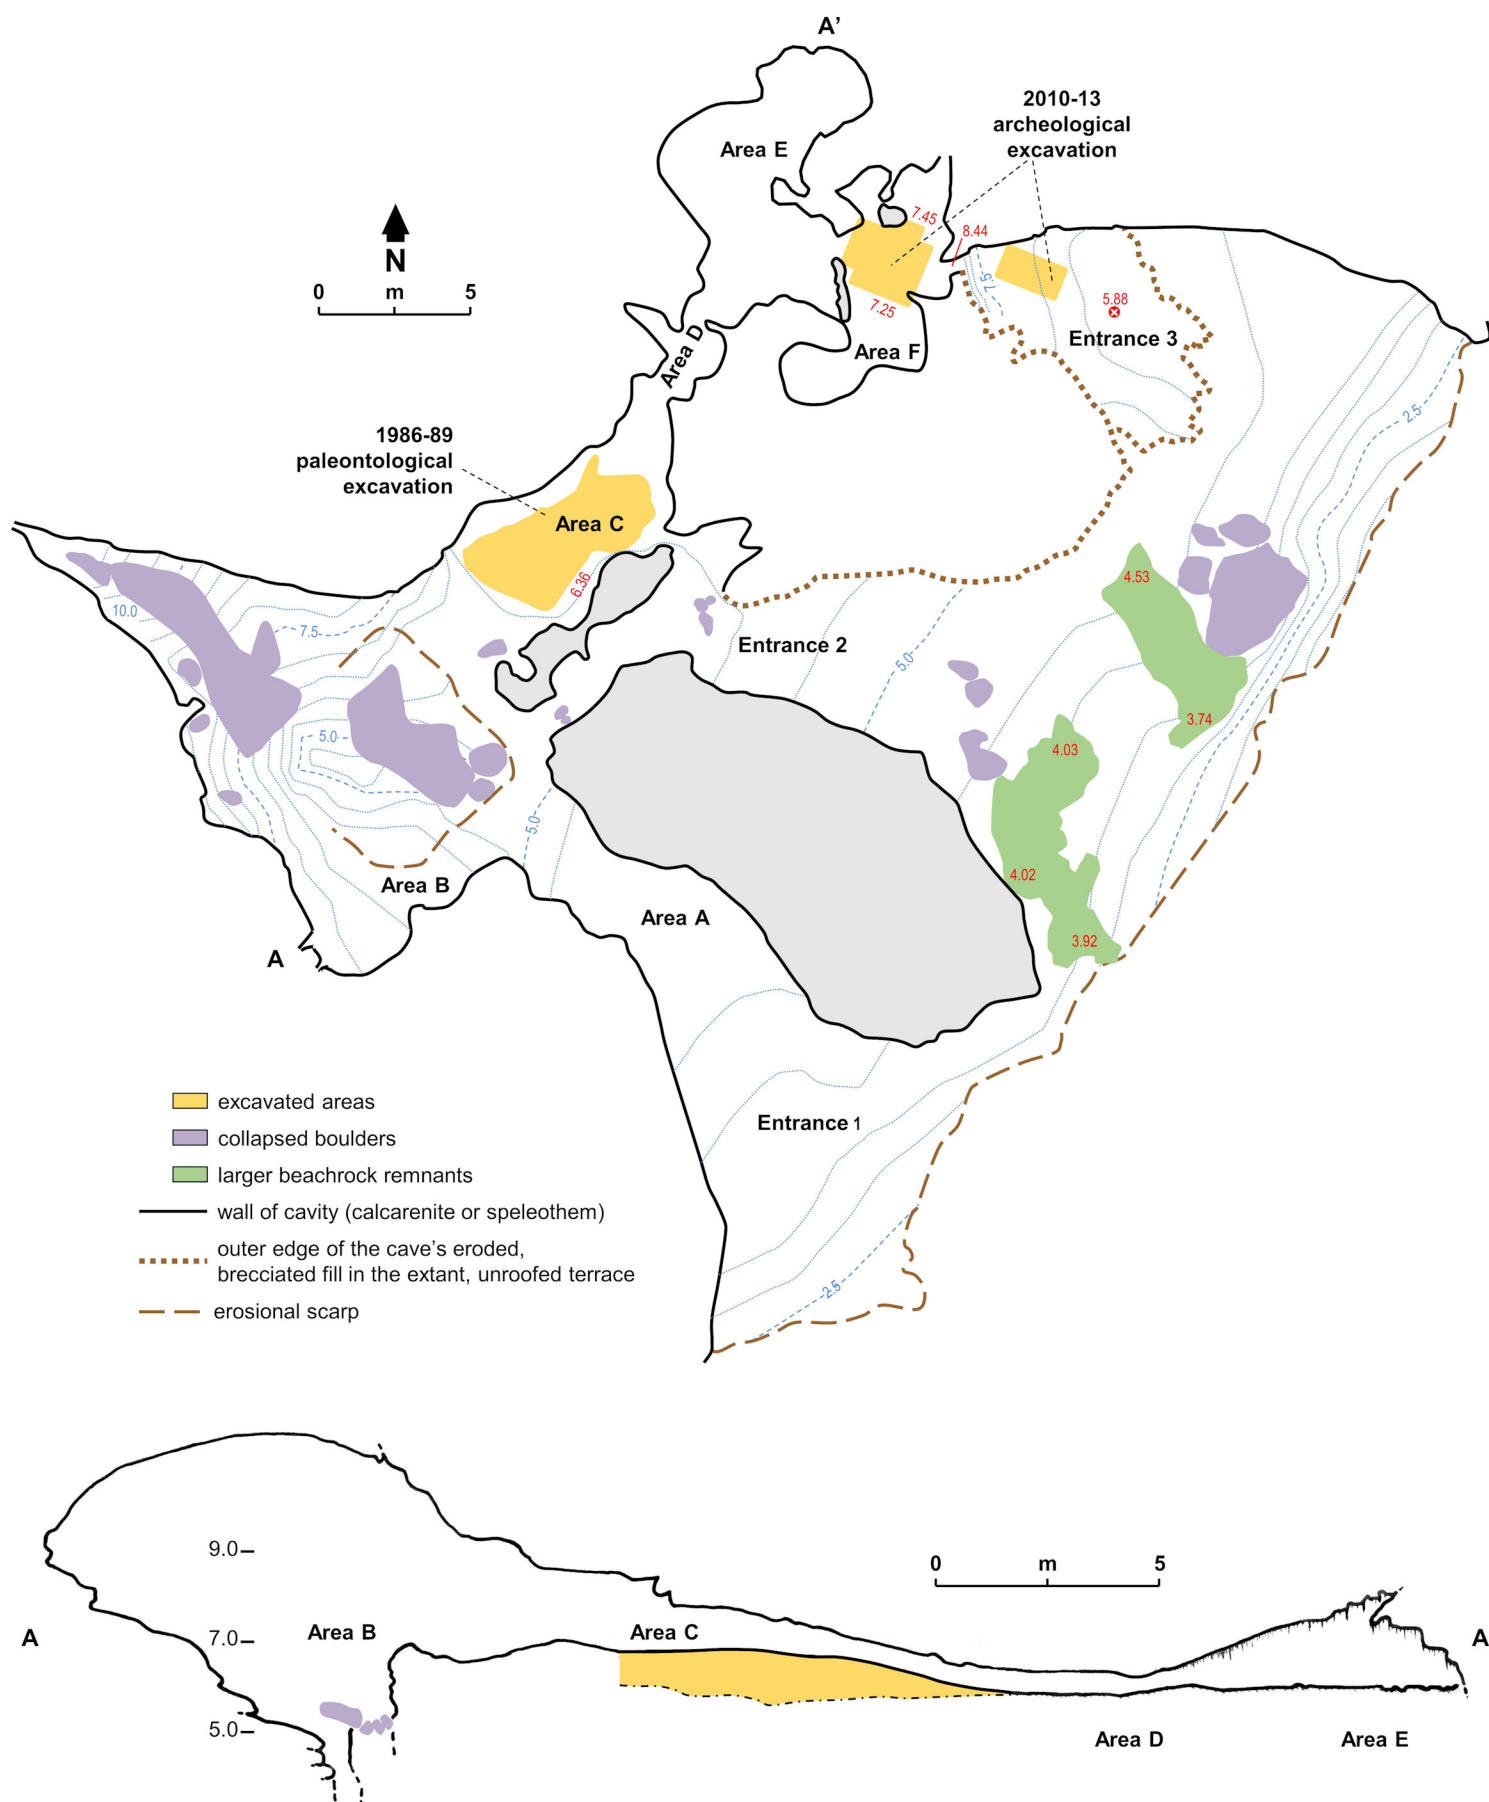 A’
2010-13
archeological
excavation
Area E
7.45
8.44
N
0 m 5
7.5
5.88
7.25
Entrance 3
Area F
Area D
2.5
1986-89
paleontological
excavation
Area C
6.36
4.53
10.0
7.5
Entrance 2
5.0
3.74
5.0
4.03
5.0
4.02
Area B
Area A
3.92
A
excavated areas
Entrance 1
collapsed boulders
larger beachrock remnants
wall of cavity (calcarenite or speleothem)
outer edge of the cave’s eroded,
brecciated fill in the extant, unroofed terrace
2.5
erosional scarp
9.0
0 m 5
Area B
7.0
Area C
A
A
5.0
Area D
Area E